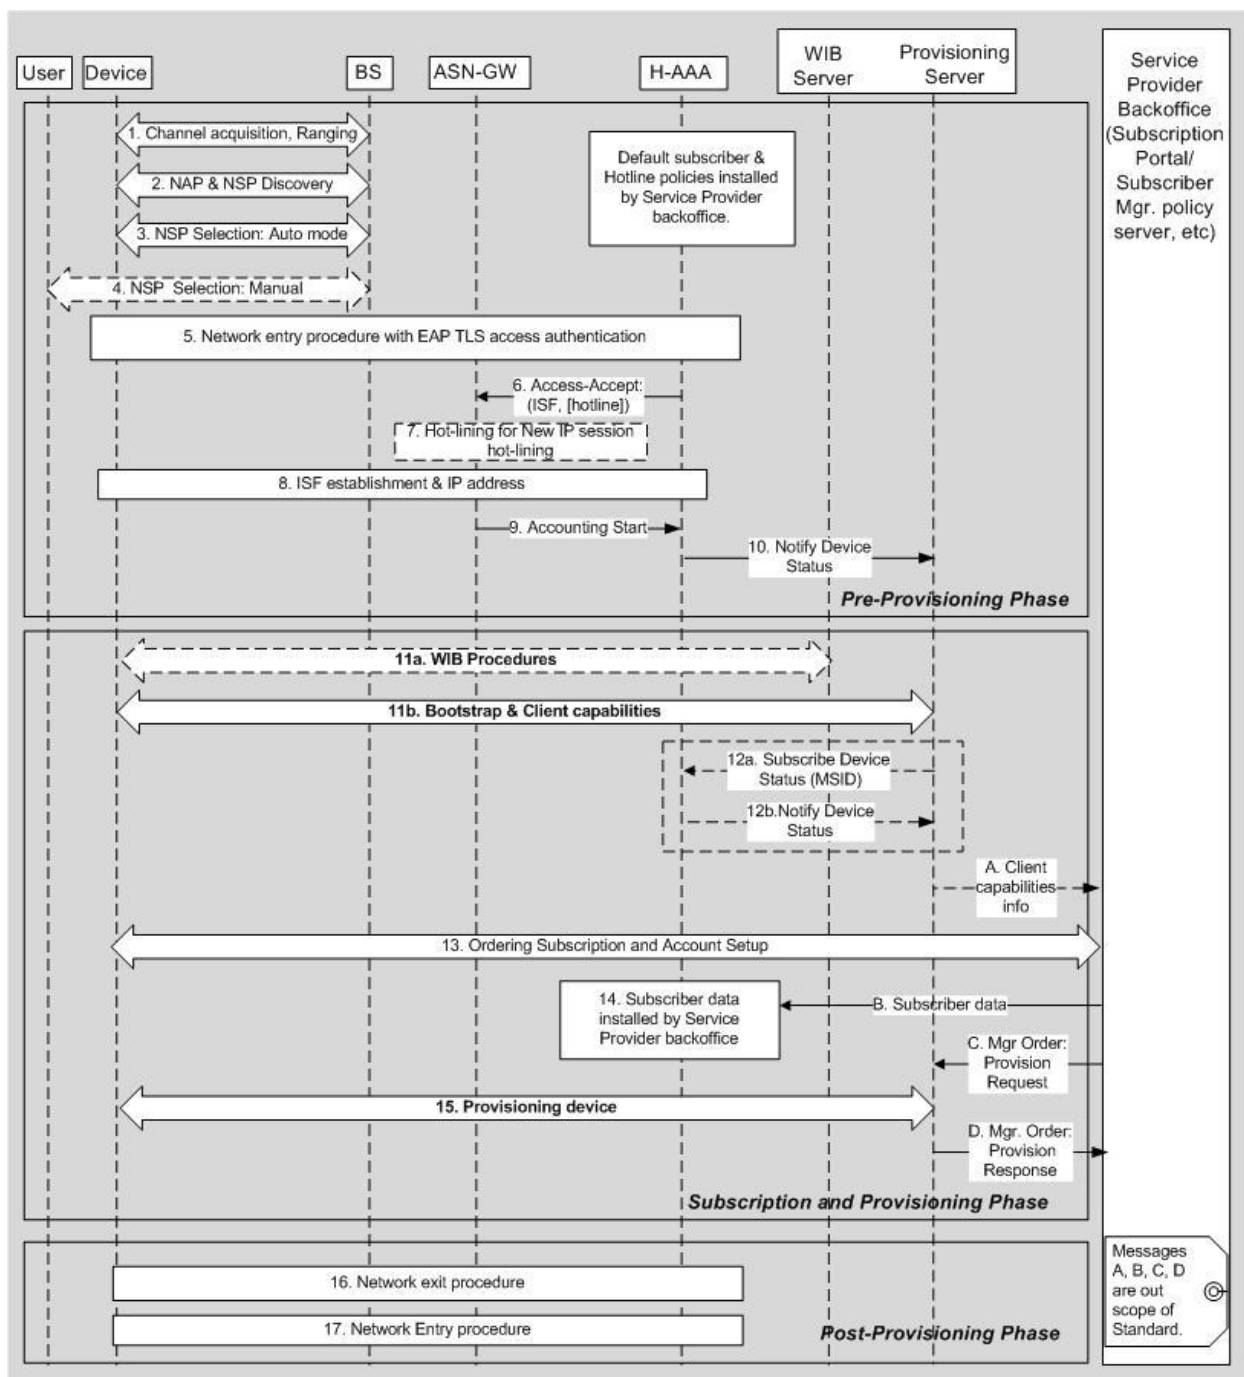 User
Device
BS
ASN-GW
H-AAA
WIB
Server
Provisioning
Server
Service
Provider
Backoffice
(Subscription
Portal/
Subscriber
Mgr. policy
server, etc)
1. Channel acquisition, Ranging
Default subscriber &
Hotline policies installed
by Service Provider
backoffice.
2. NAP & NSP Discovery
3. NSP Selection: Auto mode
4. NSP Selection: Manual
5. Network entry procedure with EAP TLS access authentication
6. Access-Accept:
(ISF, [hotline])
7. Hot-lining for New IP session
hot-lining
8. ISF establishment & IP address
9. Accounting Start
10. Notify Device
Status
Pre-Provisioning Phase
11a. WIB Procedures
11b. Bootstrap & Client capabilities
12a. Subscribe Device
Status (MSID)
12b.Notify Device
Status
A. Client
capabilities
info
13. Ordering Subscription and Account Setup
14. Subscriber data
installed by Service
Provider backoffice
B. Subscriber data
C. Mgr Order:
Provision
Request
15. Provisioning device
D. Mgr. Order:
Provision
Response
Subscription and Provisioning Phase
16. Network exit procedure
17. Network Entry procedure
Post-Provisioning Phase
Messages
A, B, C, D
are out
scope of
Standard.